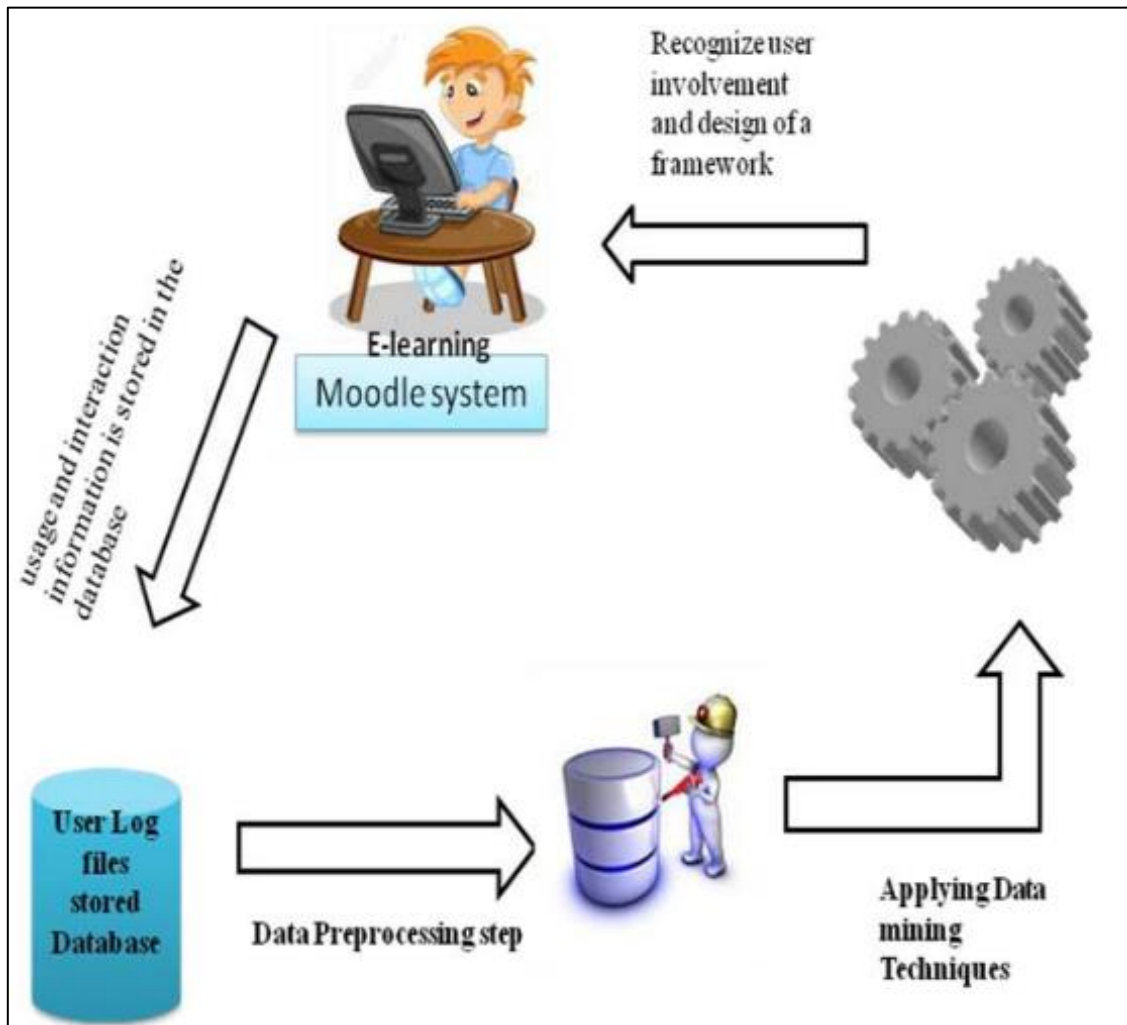 Recognize user
involvement
and design of a
framework
E-learning
Moodle system
usage and interaction
information is stored in the
database
User Log
files
stored
Database
Data Preprocessing step
Applying Data
mining
Techniques